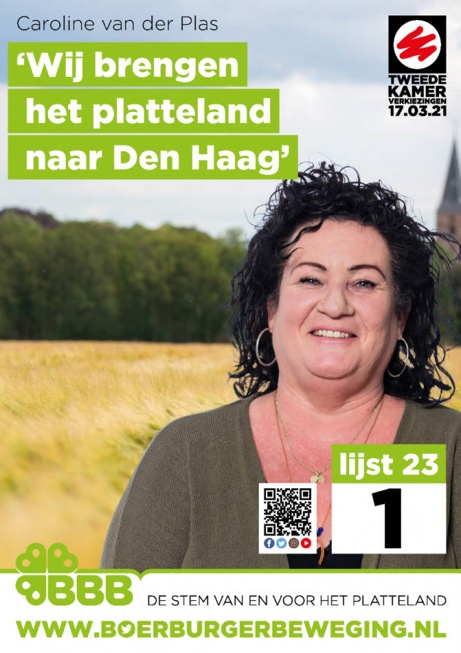 Caroline van der Plas
‘Wij brengen
het platteland
naar Den Haag’
TWEEDE
KAMER
VERKIEZINGEN
17.03.21
lijst 23
1
BBB
DE STEM VAN EN VOOR HET PLATTELAND
WWW.BOERBURGERBEWEGING.NL